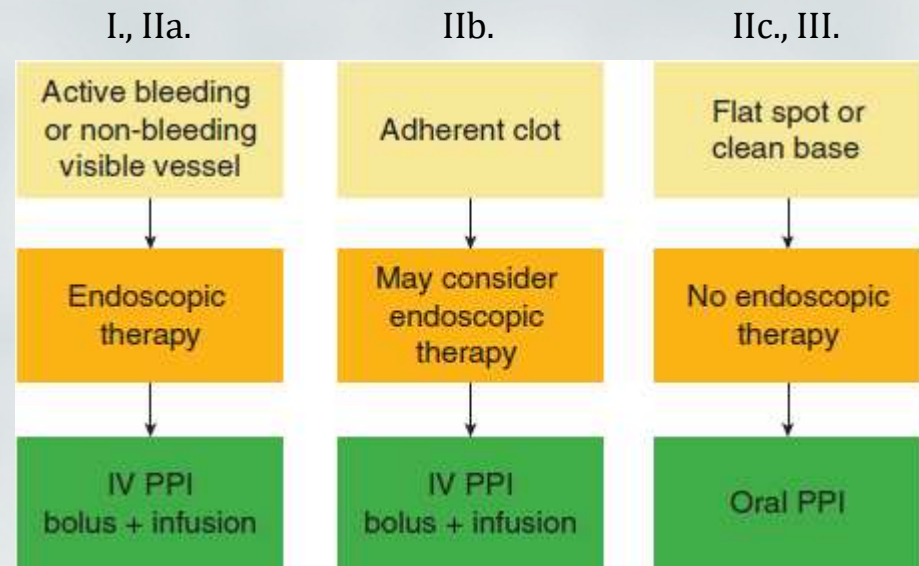 I., IIa.
IIb.
IIc., III.
Active bleeding
or non-bleeding
visible vessel
Adherent clot
Flat spot or
clean base
Endoscopic
therapy
May consider
endoscopic
therapy
No endoscopic
therapy
IV PPI
bolus + infusion
IV PPI
bolus + infusion
Oral PPI